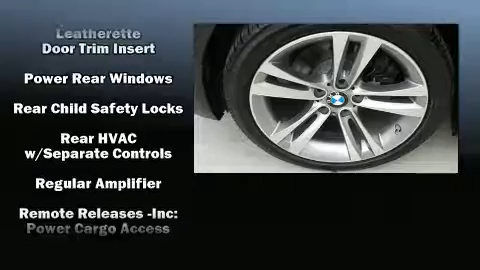 Leatherette
Door Trim Insert
Power Rear Windows
Rear Child Safety Locks
Rear HVAC
w/Separate Controls
Regular Amplifier
Remote Releases -Inc:
Power Cargo Access
BMW